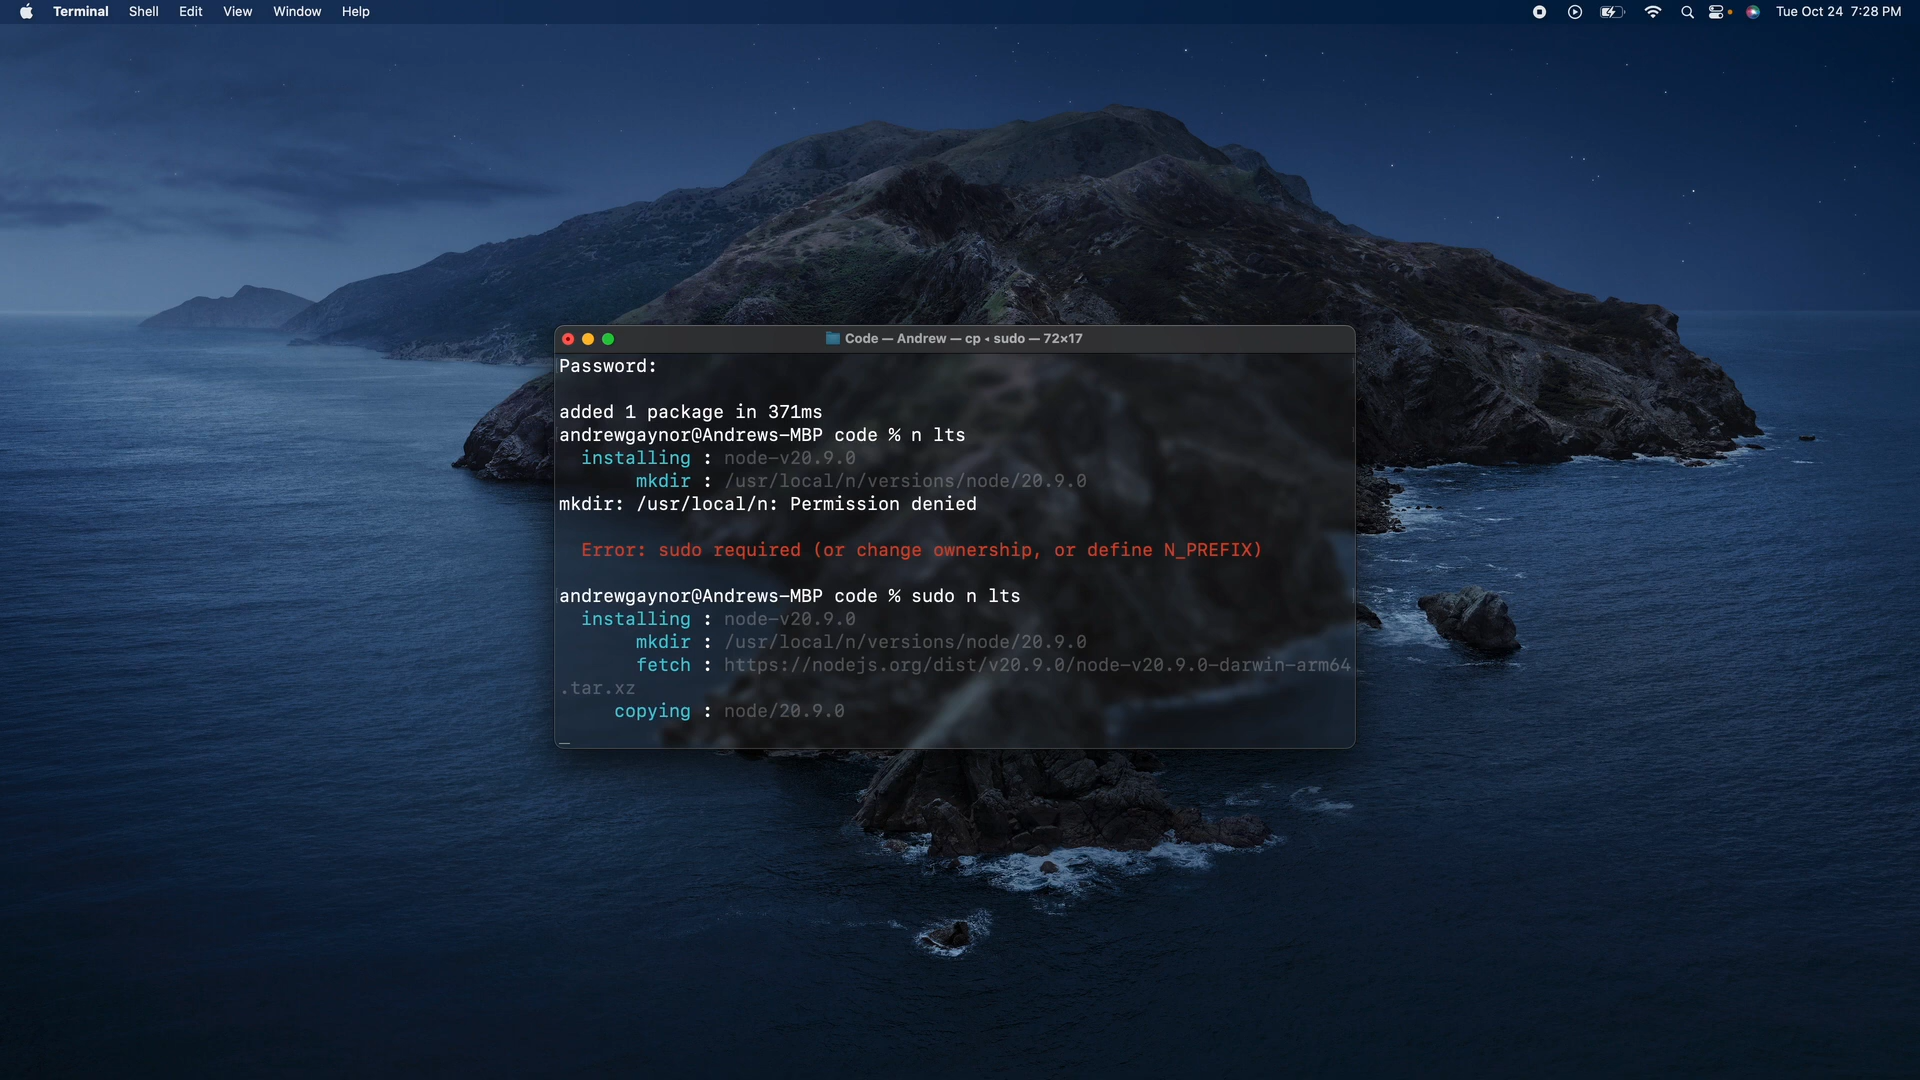 Terminal Shell Edit View Window Help
Tue Oct 24 7:28 PM
Code — Andrew — cp ◂ sudo — 72×17
Password:
added 1 package in 371ms
andrewgaynor@Andrews-MBP code % n lts
installing : node-v20.9.0
mkdir : /usr/local/n/versions/node/20.9.0
mkdir: /usr/local/n: Permission denied
Error: sudo required (or change ownership, or define N_PREFIX)
andrewgaynor@Andrews-MBP code % sudo n lts
installing : node-v20.9.0
mkdir : /usr/local/n/versions/node/20.9.0
fetch : https://nodejs.org/dist/v20.9.0/node-v20.9.0-darwin-arm64
.tar.xz
copying : node/20.9.0